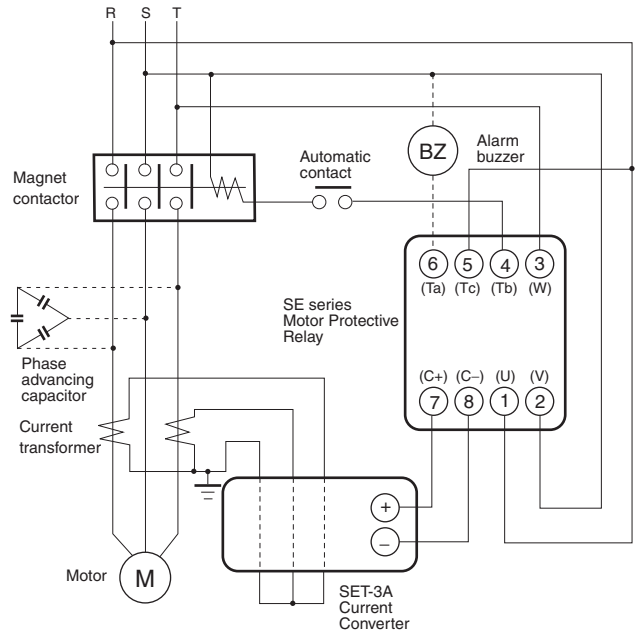 R S T
BZ
Alarm
buzzer
Automatic
contact
Magnet
contactor
6 5 4 3
(Ta) (Tc) (Tb) (W)
SE series
Motor Protective
Relay
Phase
advancing
capacitor
(C+) (C−) (U) (V)
7 8 1 2
Current
transformer
+
−
Motor
M
SET-3A
Current
Converter